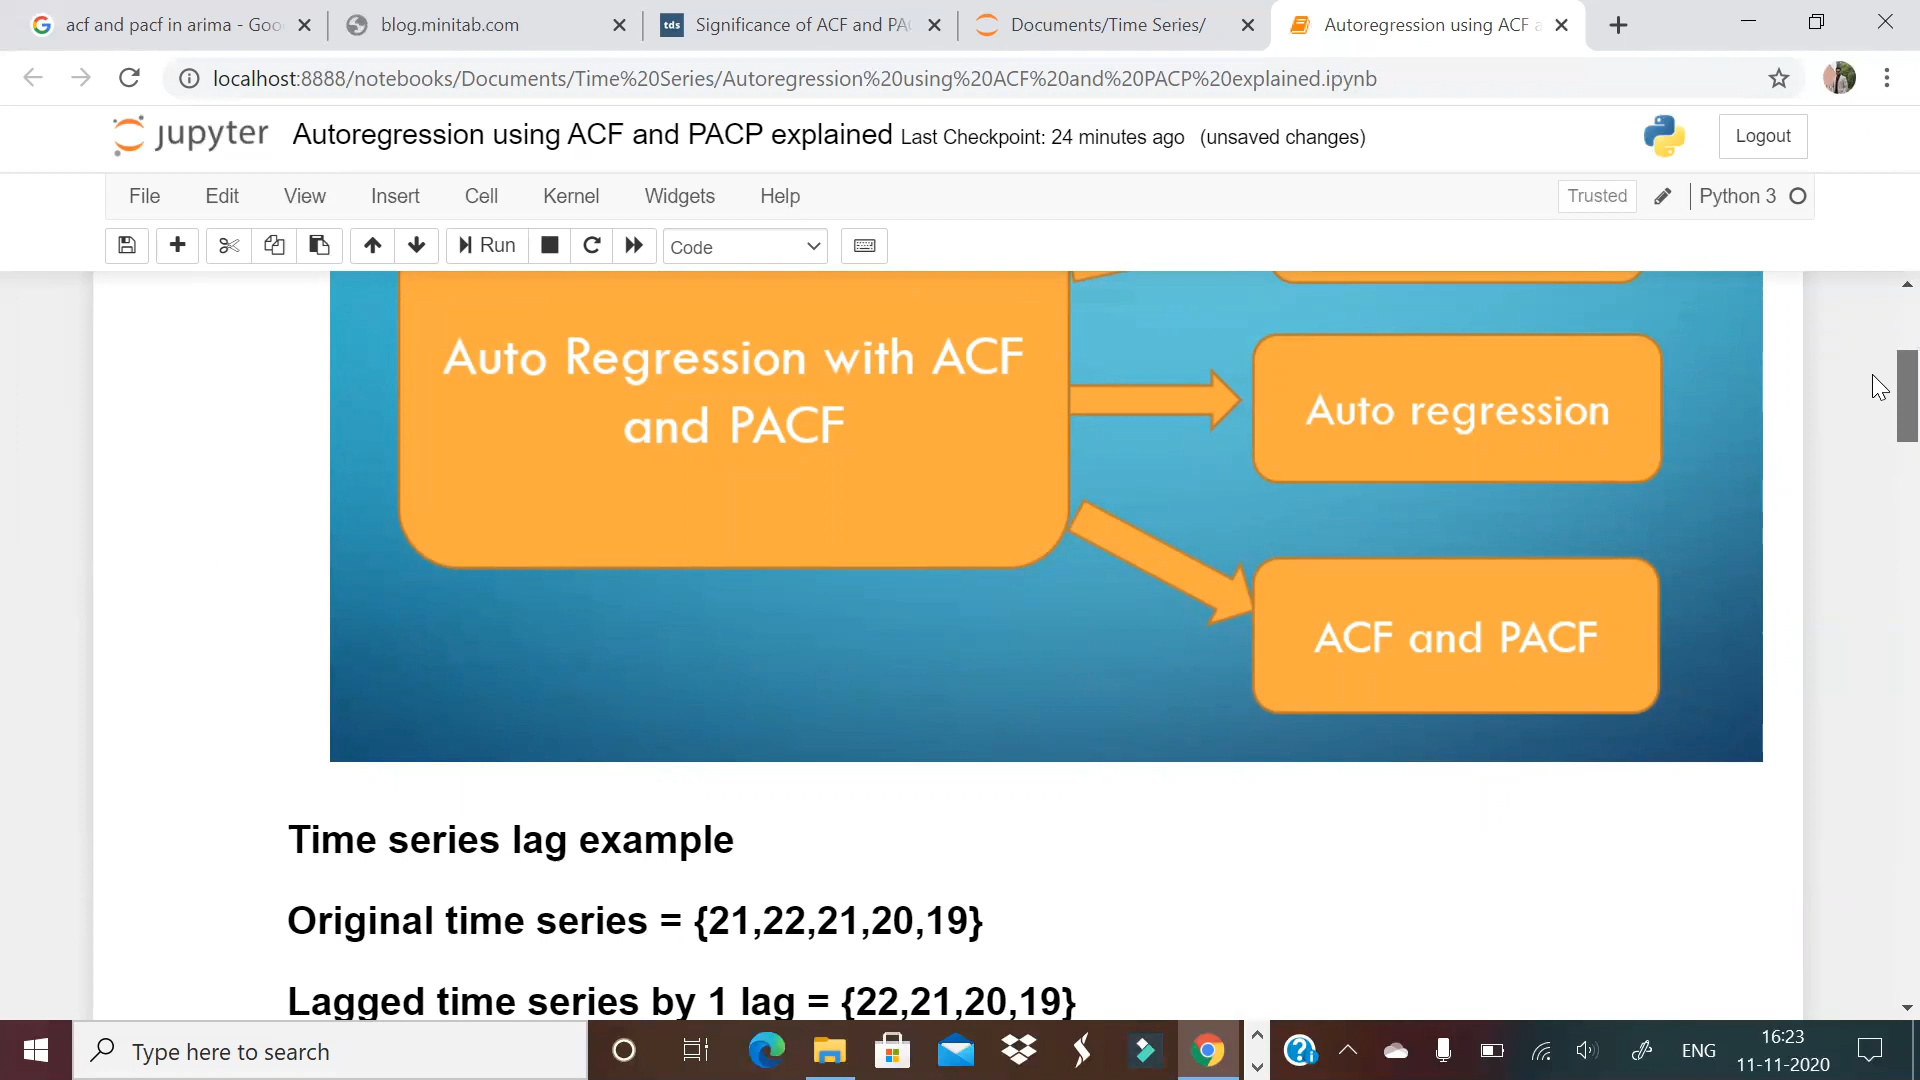 acf and pacf in arima - Goo
blog.minitab.com
tds Significance of ACF and PA
Documents/Time Series/
Autoregression using ACF a
localhost:8888/notebooks/Documents/Time%20Series/Autoregression%20using%20ACF%20and%20PACP%20explained.ipynb
jupyter Autoregression using ACF and PACP explained Last Checkpoint: 24 minutes ago (unsaved changes)
Logout
File Edit View Insert Cell Kernel Widgets Help
Trusted Python 3
Run Code
Auto Regression with ACF
and PACF
Auto regression
ACF and PACF
Time series lag example
Original time series = {21,22,21,20,19}
Lagged time series by 1 lag = {22,21,20,19}
Type here to search
ENG
16:23
11-11-2020